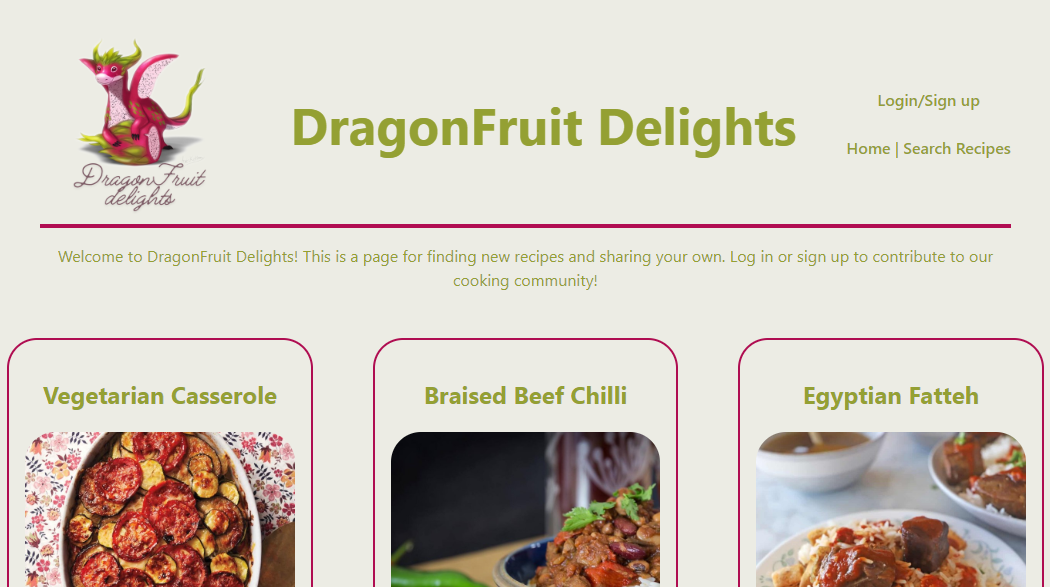 DragonFruit
delights
DragonFruit Delights
Login/Sign up
Home | Search Recipes
Welcome to DragonFruit Delights! This is a page for finding new recipes and sharing your own. Log in or sign up to contribute to our
cooking community!
Vegetarian Casserole
Braised Beef Chilli
Egyptian Fatteh